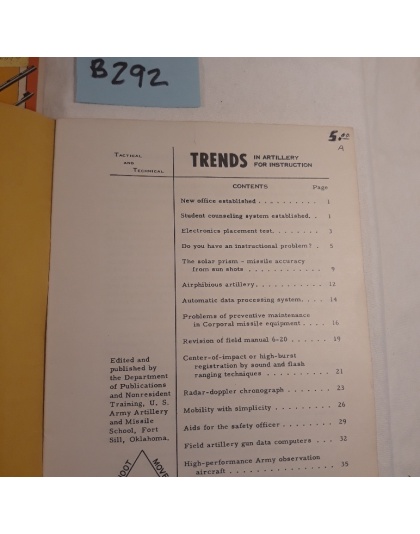 B292
5.00
A
TACTICAL
AND
TECHNICAL
TRENDS IN ARTILLERY
FOR INSTRUCTION
CONTENTS Page
New office established . . . . . . . . . . 1
Student counseling system established. . 1
Electronics placement test. . . . . . . . 3
Do you have an instructional problem? . 5
The solar prism - missile accuracy
from sun shots . . . . . . . . . . . . 9
Airphibious artillery. . . . . . . . . . . 12
Automatic data processing system. . . . 14
Problems of preventive maintenance
in Corporal missile equipment . . . . 16
Revision of field manual 6-20 . . . . . . 19
Center-of-impact or high-burst
registration by sound and flash
ranging techniques . . . . . . . . . . 21
Radar-doppler chronograph . . . . . . . 23
Mobility with simplicity . . . . . . . . . 26
Aids for the safety officer . . . . . . . . 29
Field artillery gun data computers . . . 32
High-performance Army observation
aircraft . . . . . . . . . . . . . . . . 35
Edited and
published by
the Department
of Publications
and Nonresident
Training, U. S.
Army Artillery
and Missile
School, Fort
Sill, Oklahoma.
SHOOT
MOVE